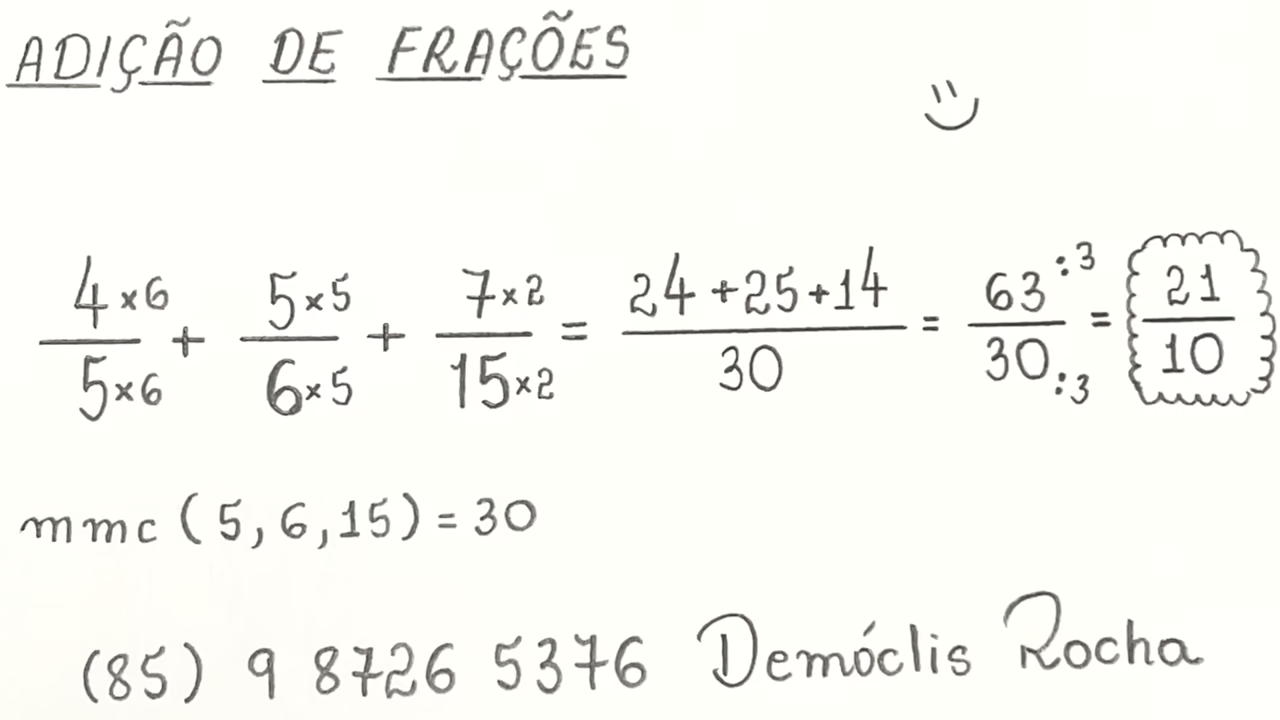 ADIÇÃO DE FRAÇÕES
4×6/5×6 + 5×5/6×5 + 7×2/15×2 = 24+25+14/30 = 63:3/30:3 = 21/10
mmc (5,6,15)=30
(85) 9 8726 5376 Demóclis Rocha